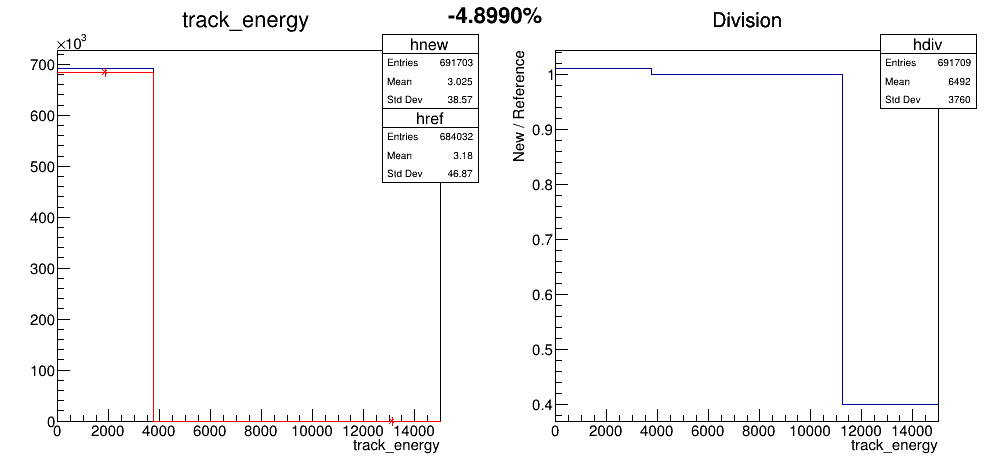 -4.8990%
track_energy
×10³
700
600
500
400
300
200
100
0
0 2000 4000 6000 8000 10000 12000 14000
track_energy
hnew
Entries 691703
Mean 3.025
Std Dev 38.57
href
Entries 684032
Mean 3.18
Std Dev 46.87
Division
New / Reference
1
0.9
0.8
0.7
0.6
0.5
0.4
0 2000 4000 6000 8000 10000 12000 14000
track_energy
hdiv
Entries 691709
Mean 6492
Std Dev 3760